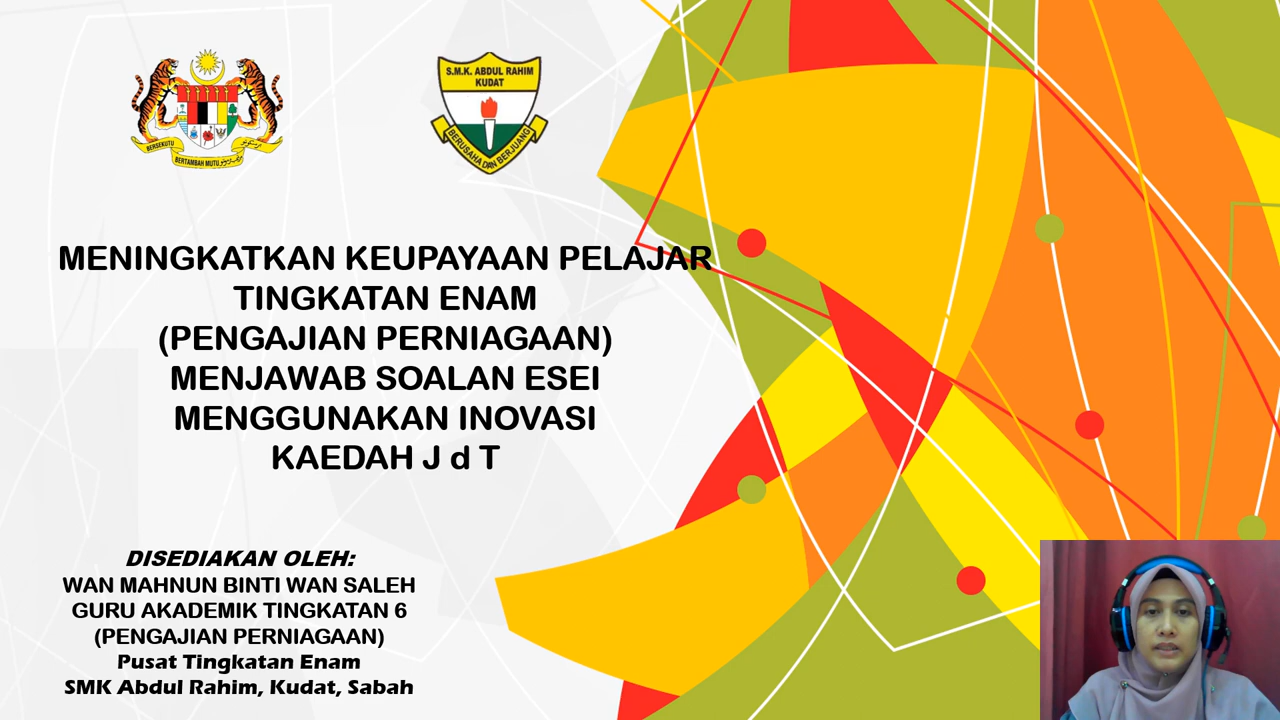 BERSEKUTU
BERTAMBAH MUTU
S.M.K. ABDUL RAHIM
KUDAT
BERUSAHA DAN BERJUANG
MENINGKATKAN KEUPAYAAN PELAJAR
TINGKATAN ENAM
(PENGAJIAN PERNIAGAAN)
MENJAWAB SOALAN ESEI
MENGGUNAKAN INOVASI
KAEDAH J d T
DISEDIAKAN OLEH:
WAN MAHNUN BINTI WAN SALEH
GURU AKADEMIK TINGKATAN 6
(PENGAJIAN PERNIAGAAN)
Pusat Tingkatan Enam
SMK Abdul Rahim, Kudat, Sabah